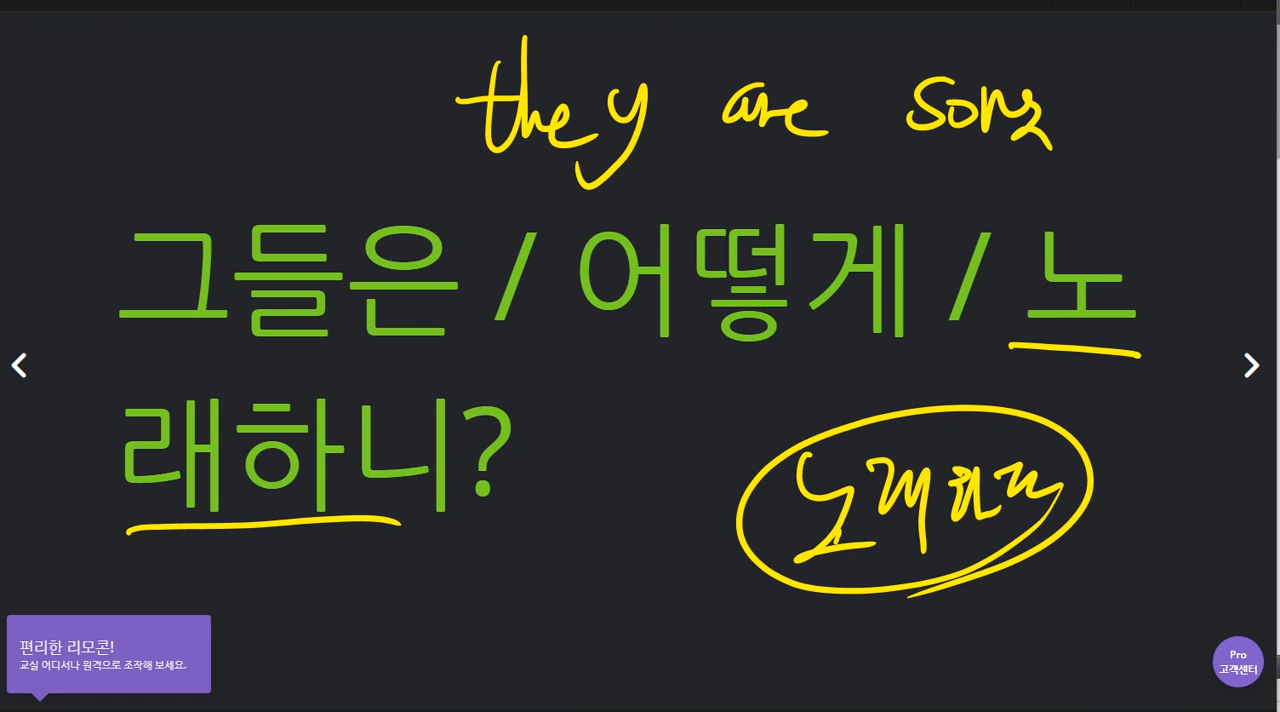 they are song
그들은 / 어떻게 / 노
래하니?
노래한다
편리한 리모콘!
교실 어디서나 원격으로 조작해 보세요.
Pro
고객센터